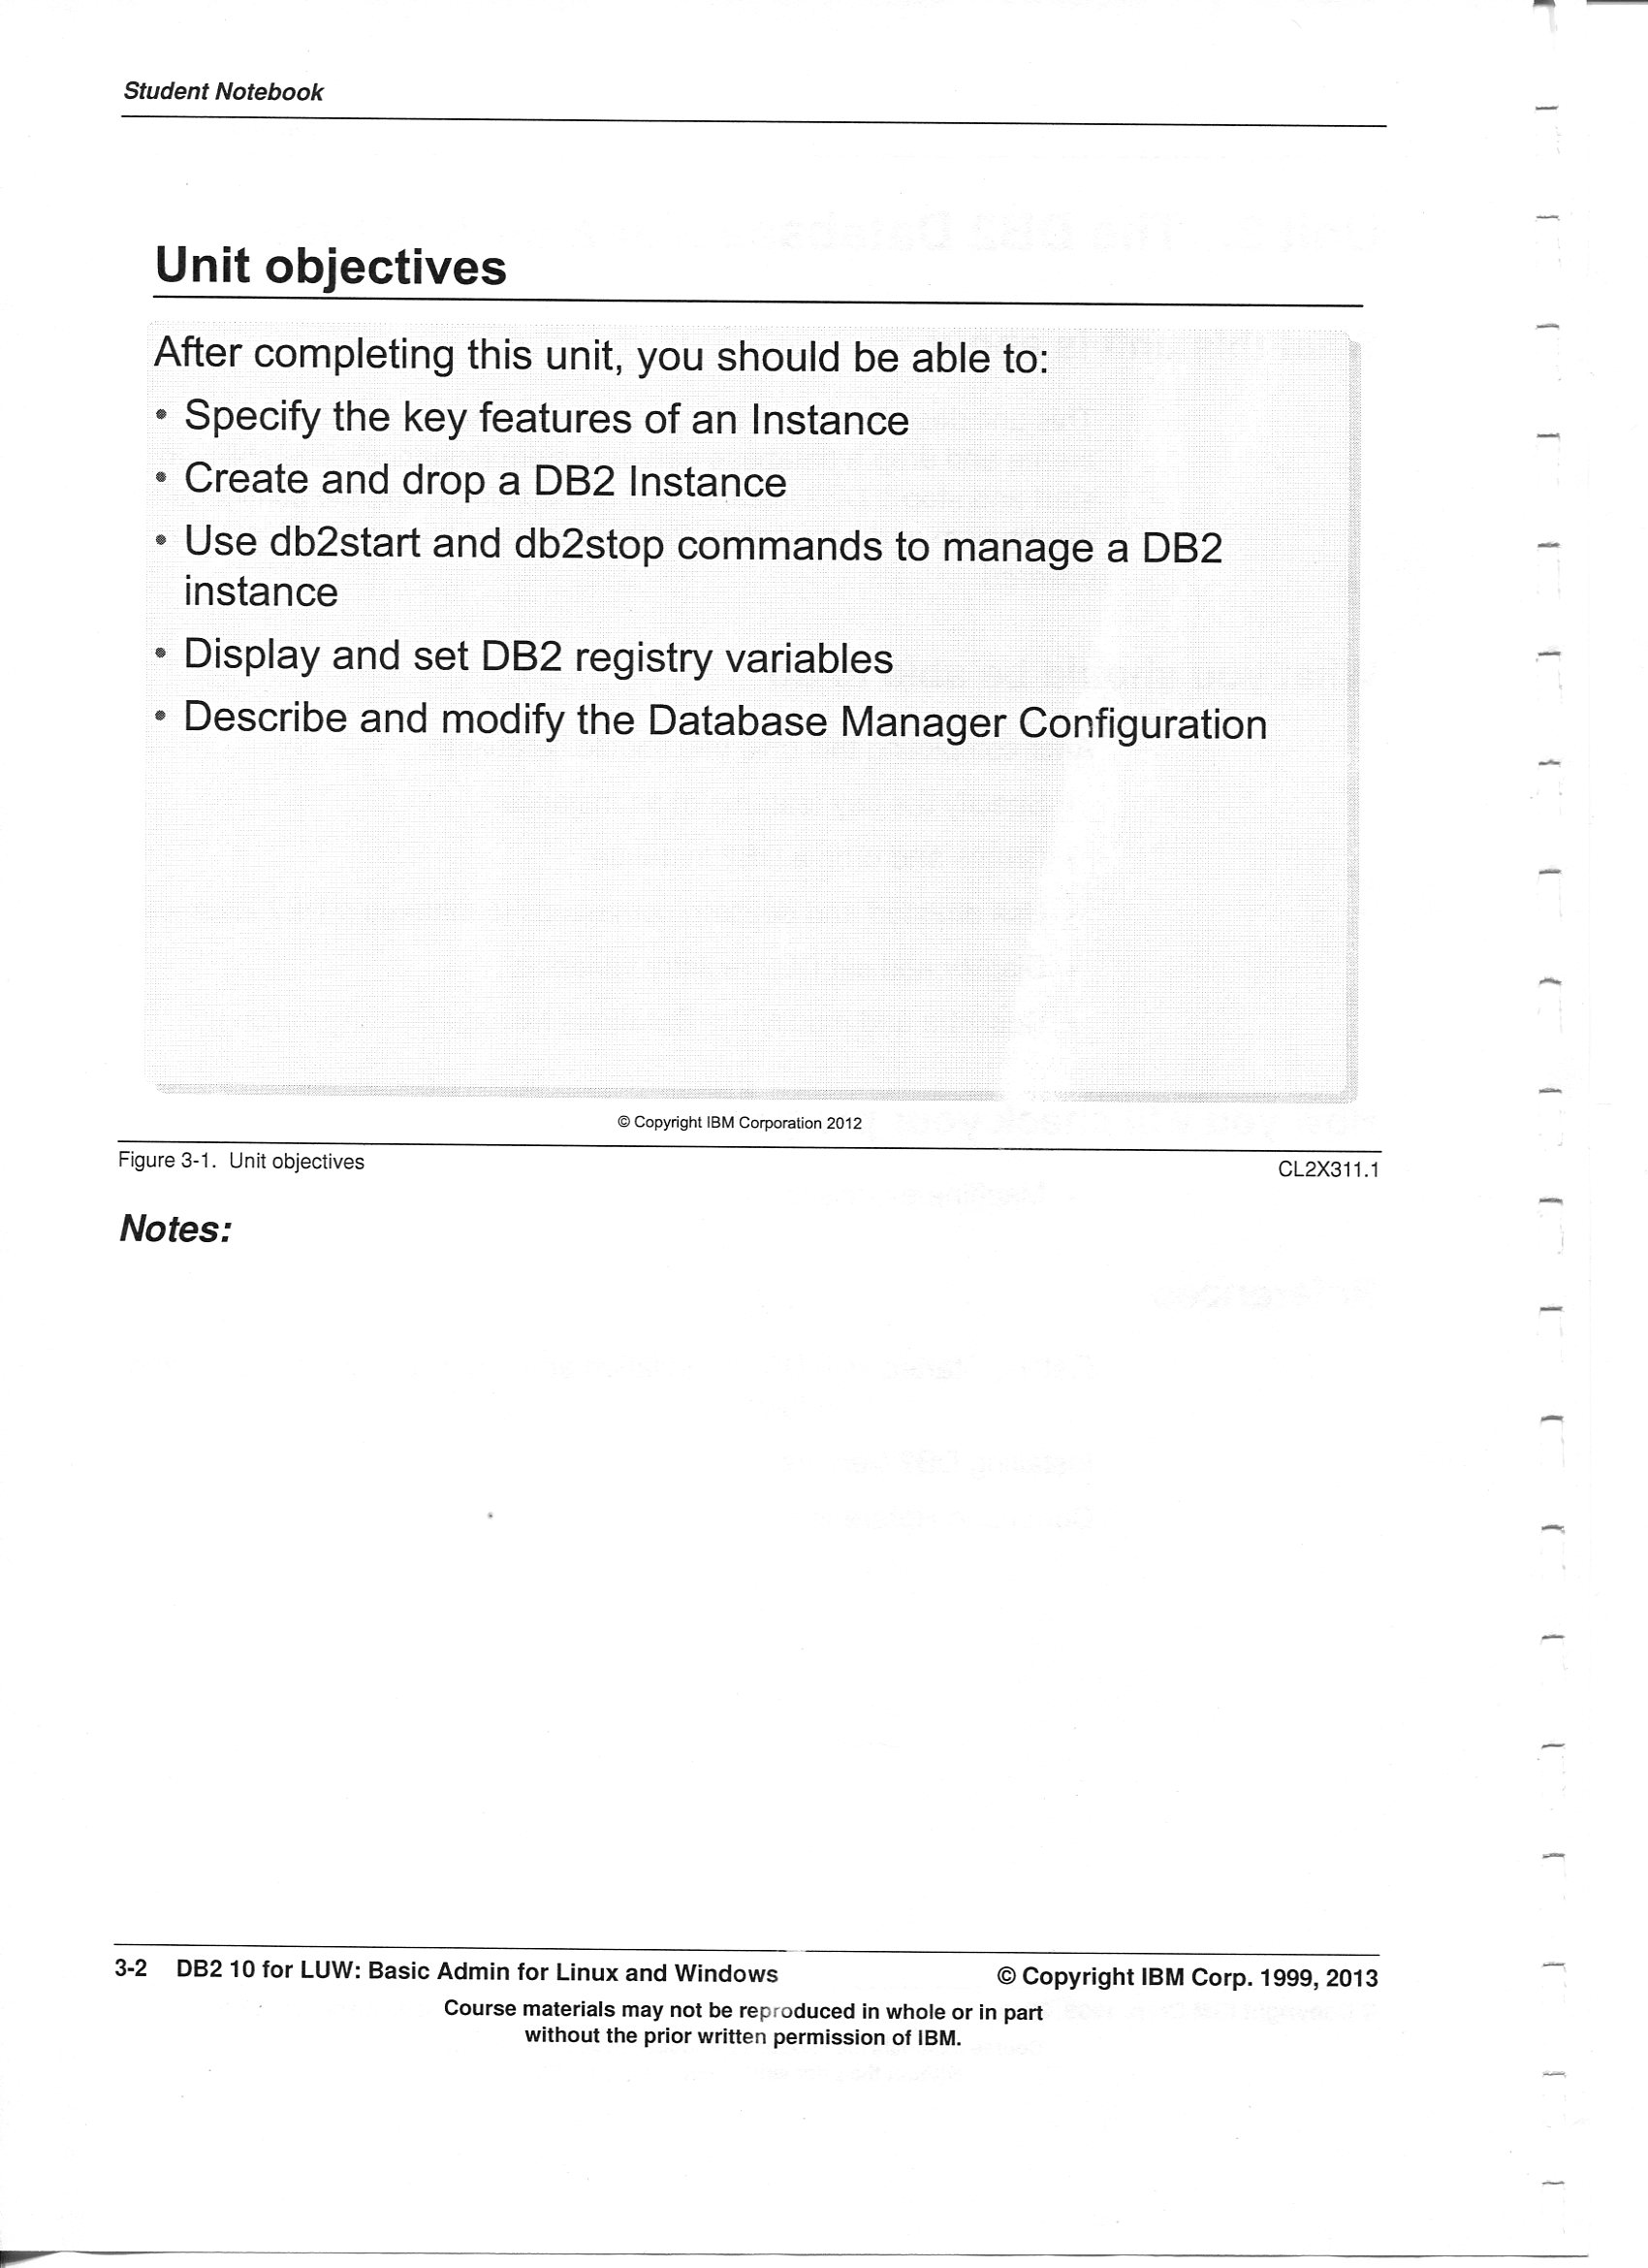 Student Notebook
Unit objectives
After completing this unit, you should be able to:
• Specify the key features of an Instance
• Create and drop a DB2 Instance
• Use db2start and db2stop commands to manage a DB2
instance
• Display and set DB2 registry variables
• Describe and modify the Database Manager Configuration
© Copyright IBM Corporation 2012
Figure 3-1. Unit objectives CL2X311.1
Notes:
3-2 DB2 10 for LUW: Basic Admin for Linux and Windows © Copyright IBM Corp. 1999, 2013
Course materials may not be reproduced in whole or in part
without the prior written permission of IBM.